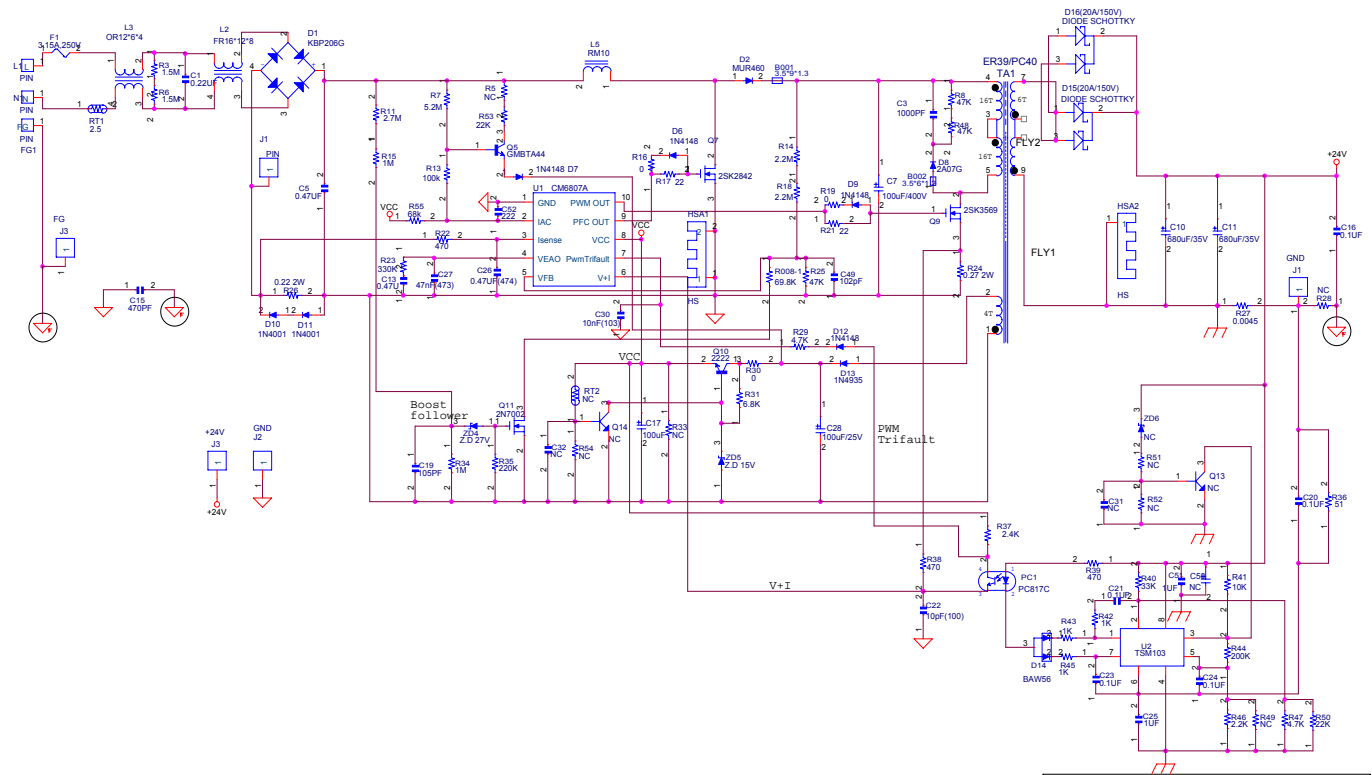 F1
3.15A,250V
L3
OR12*6*4
L2
FR16*12*8
D1
KBP206G
L1
PIN
N1
PIN
FG
PIN
FG1
RT1
2.5
R3
1.5M
R6
1.5M
C1
0.22UF
J1
PIN
C5
0.47UF
FG
J3
C15
470PF
R11
2.7M
R15
1M
R7
5.2M
R13
100k
R5
NC
R53
22K
Q5
GMBTA44
1N4148 D7
L5
RM10
D2
MUR460
B001
3.5*9*1.3
U1 CM6807A
GND
IAC
Isense
VEAO
VFB
PWM OUT
PFC OUT
VCC
PwmTrifault
V+I
VCC
R55
68k
C52
222
R22
470
R23
330K
C13
0.47U
C27
47nF(473)
C26
0.47UF(474)
0.22 2W
R26
D10
1N4001
D11
1N4001
R16
0
D6
1N4148
R17 22
Q7
2SK2842
VCC
HSA1
HS
C30
10nF(103)
R14
2.2M
R18
2.2M
R19
0
D9
1N4148
R21 22
C7
100uF/400V
C3
1000PF
R8
47K
R48
47K
D8
2A07G
B002
3.5*6*1
Q9
2SK3569
R24
0.27 2W
R008-1
69.8K
R25
47K
C49
102pF
ER39/PC40
TA1
16T
16T
6T
4T
FLY2
FLY1
D16(20A/150V)
DIODE SCHOTTKY
D15(20A/150V)
DIODE SCHOTTKY
HSA2
HS
C10
680uF/35V
C11
680uF/35V
+24V
C16
0.1UF
GND
J1
NC
R28
R27
0.0045
R29
4.7K
D12
1N4148
D13
1N4935
VCC
Q10
2222
R30
0
R31
6.8K
RT2
NC
Q14
NC
C17
100uF
R33
NC
ZD5
Z.D 15V
C28
100uF/25V
PWM
Trifault
Boost
follower
ZD4
Z.D 27V
Q11
2N7002
C19
105PF
R34
1M
R35
220K
C32
NC
R54
NC
+24V
J3
GND
J2
+24V
V+I
R38
470
C22
10pF(100)
R37
2.4K
PC1
PC817C
D14
BAW56
R43
1K
R45
1K
R42
1K
C21
0.1UF
R39
470
R40
33K
C51
1UF
NC
R41
10K
U2
TSM103
C23
0.1UF
C24
0.1UF
C25
1UF
R44
200K
R46
2.2K
R49
NC
R47
4.7K
R50
22K
ZD6
NC
R51
NC
R52
NC
C31
NC
Q13
NC
C20
0.1UF
R36
51